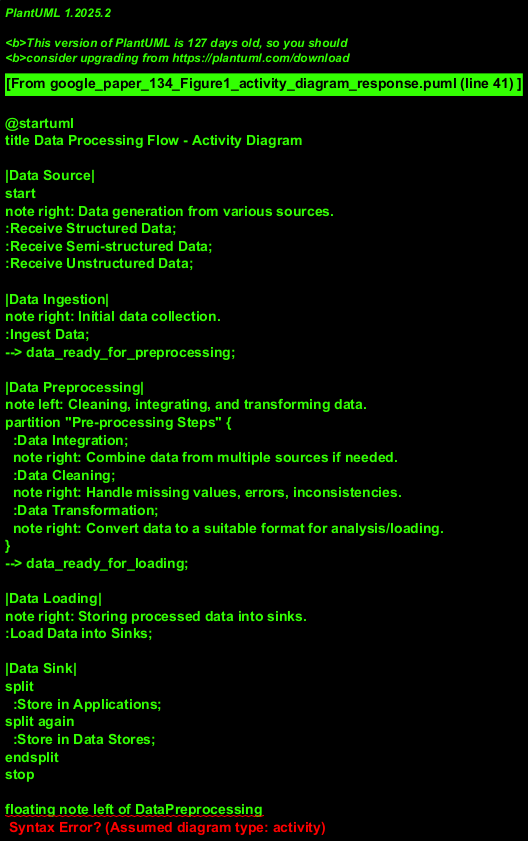 PlantUML 1.2025.2
<b>This version of PlantUML is 127 days old, so you should
<b>consider upgrading from https://plantuml.com/download
[From google_paper_134_Figure1_activity_diagram_response.puml (line 41) ]
@startuml
title Data Processing Flow - Activity Diagram
|Data Source|
start
note right: Data generation from various sources.
:Receive Structured Data;
:Receive Semi-structured Data;
:Receive Unstructured Data;
|Data Ingestion|
note right: Initial data collection.
:Ingest Data;
--> data_ready_for_preprocessing;
|Data Preprocessing|
note left: Cleaning, integrating, and transforming data.
partition "Pre-processing Steps" {
:Data Integration;
note right: Combine data from multiple sources if needed.
:Data Cleaning;
note right: Handle missing values, errors, inconsistencies.
:Data Transformation;
note right: Convert data to a suitable format for analysis/loading.
}
--> data_ready_for_loading;
|Data Loading|
note right: Storing processed data into sinks.
:Load Data into Sinks;
|Data Sink|
split
:Store in Applications;
split again
:Store in Data Stores;
endsplit
stop
floating note left of DataPreprocessing
Syntax Error? (Assumed diagram type: activity)